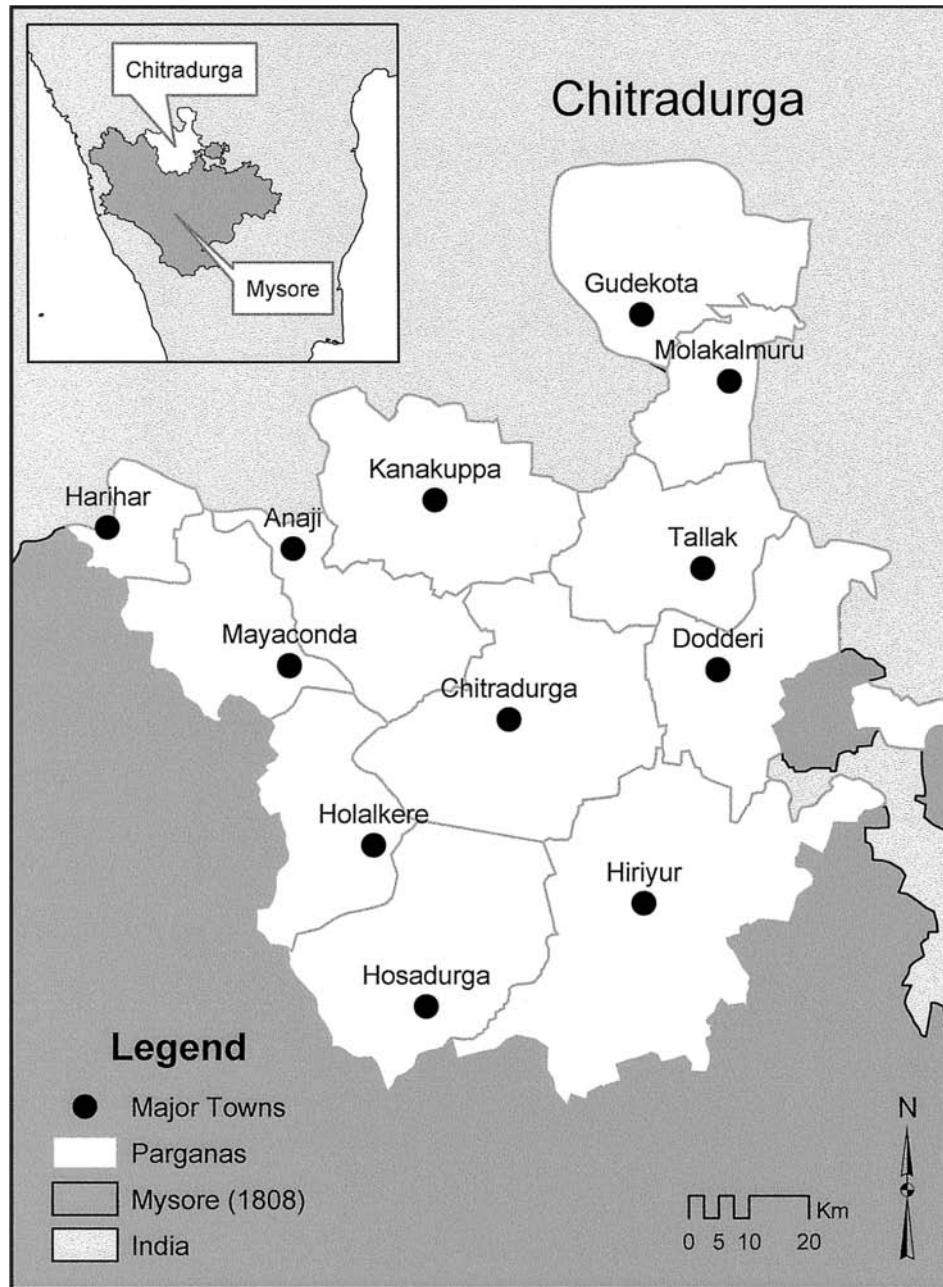 Chitradurga
Chitradurga
Mysore
Gudekota
Molakalmuru
Kanakuppa
Harihar
Anaji
Tallak
Mayaconda
Dodderi
Chitradurga
Holalkere
Hiriyur
Hosadurga
Legend
Major Towns
Parganas
Mysore (1808)
India
N
Km
0 5 10 20